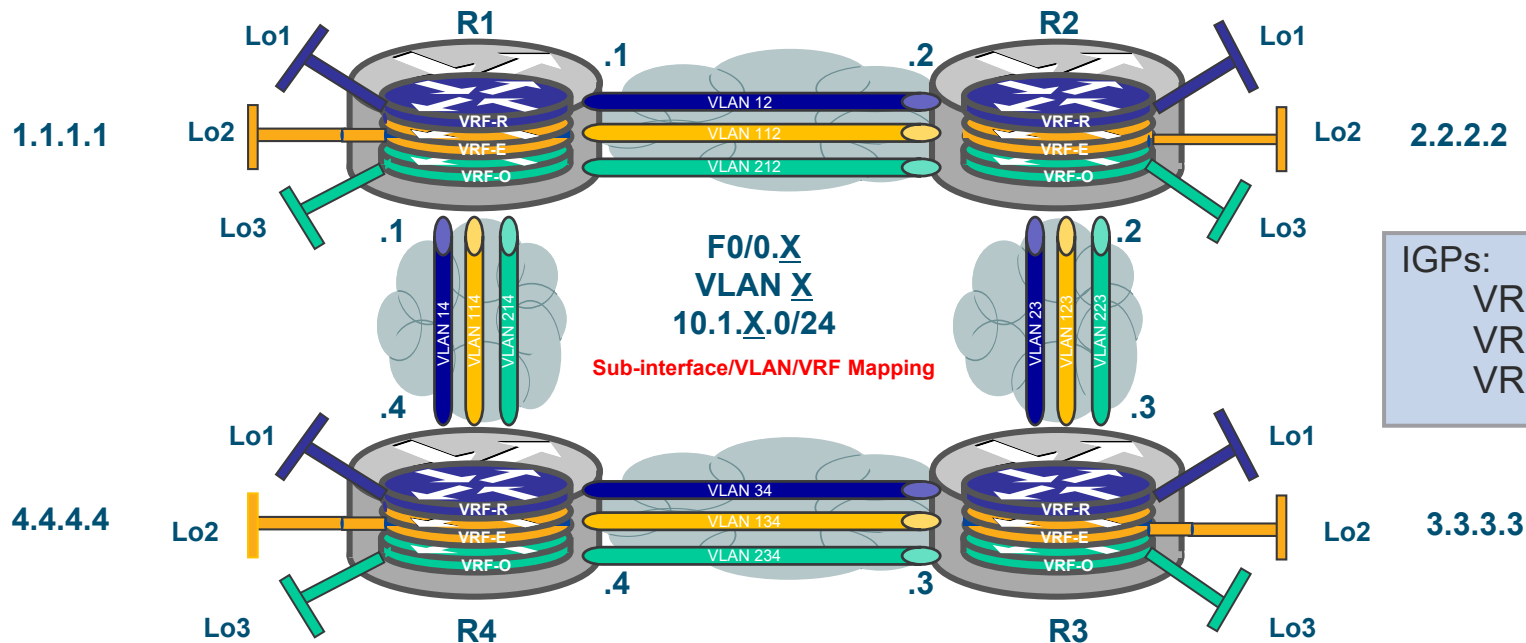 R1
R2
Lo1
.1
.2
Lo1
VLAN 12
VRF-R
VRF-R
1.1.1.1
Lo2
VLAN 112
Lo2
2.2.2.2
VRF-E
VRF-E
VLAN 212
VRF-O
VRF-O
Lo3
Lo3
.1
.2
F0/0.X
VLAN X
10.1.X.0/24
Sub-interface/VLAN/VRF Mapping
VLAN 14
VLAN 114
VLAN 214
VLAN 23
VLAN 123
VLAN 223
IGPs:
VR
VR
VR
.4
.3
Lo1
Lo1
VLAN 34
VRF-R
VRF-R
4.4.4.4
Lo2
VLAN 134
Lo2
3.3.3.3
VRF-E
VRF-E
VLAN 234
VRF-O
VRF-O
.4
.3
Lo3
Lo3
R4
R3